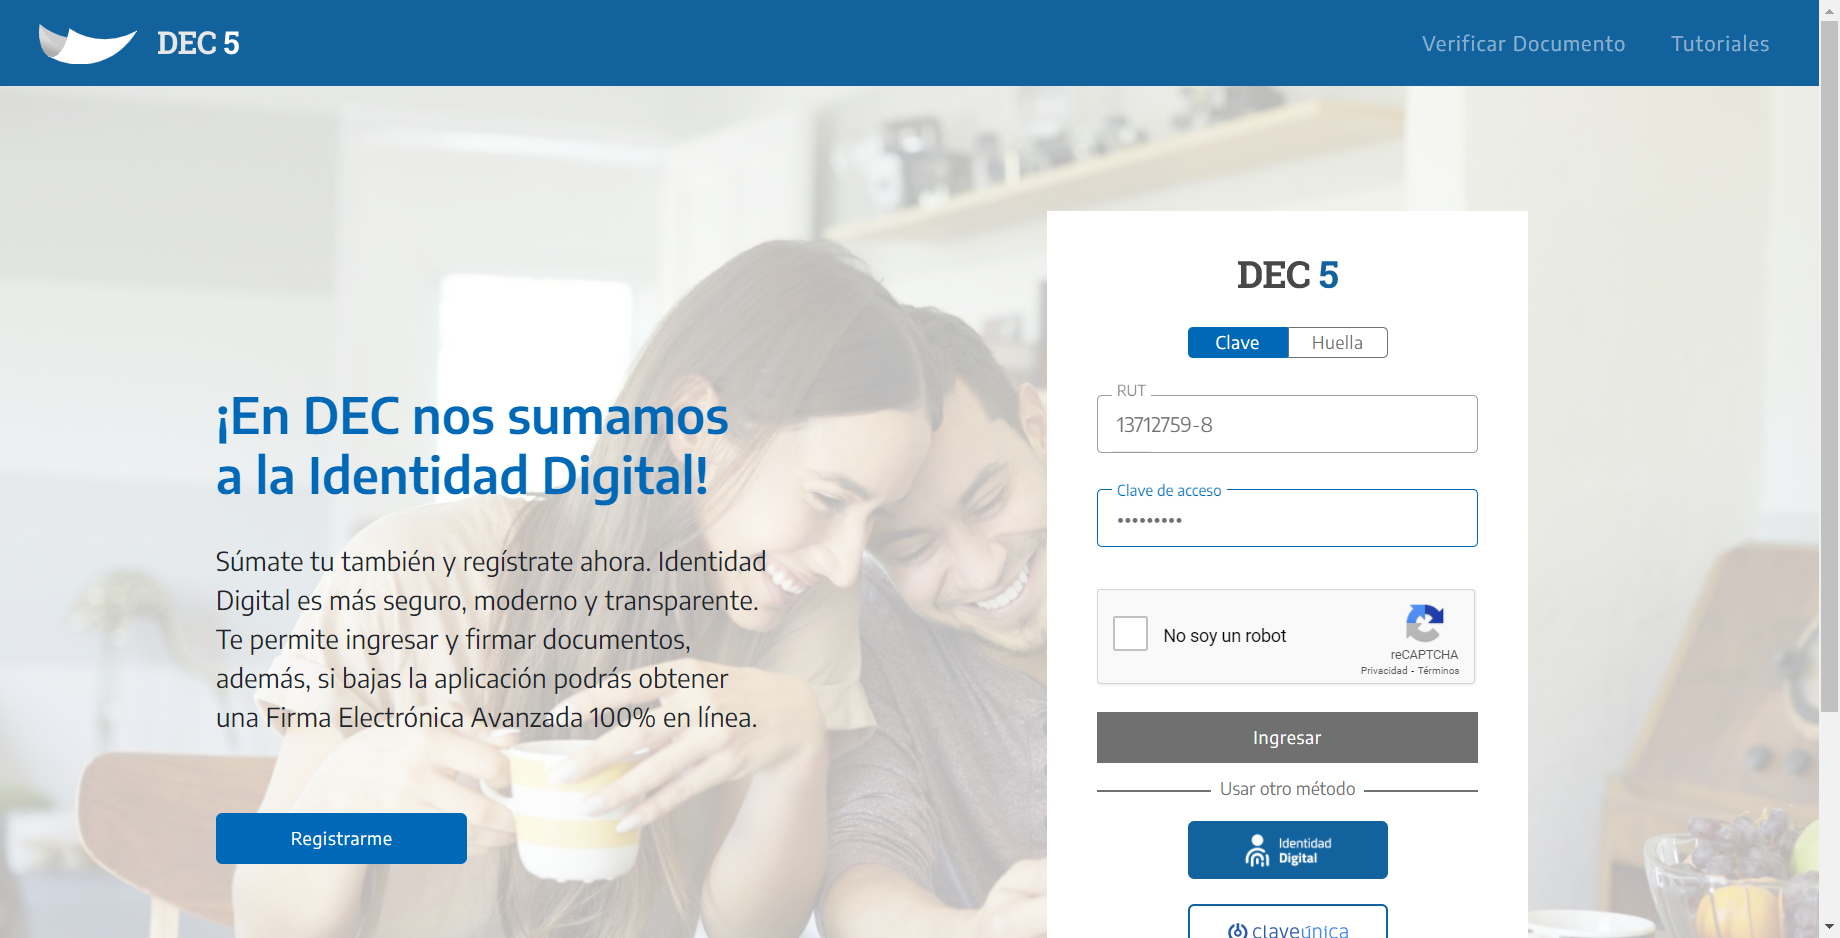 DEC 5
Verificar Documento
Tutoriales
¡En DEC nos sumamos
a la Identidad Digital!
Súmate tu también y regístrate ahora. Identidad
Digital es más seguro, moderno y transparente.
Te permite ingresar y firmar documentos,
además, si bajas la aplicación podrás obtener
una Firma Electrónica Avanzada 100% en línea.
Registrarme
DEC 5
Clave
Huella
RUT
13712759-8
Clave de acceso
•••••••••
No soy un robot
reCAPTCHA
Privacidad - Términos
Ingresar
Usar otro método
Identidad
Digital
claveúnica